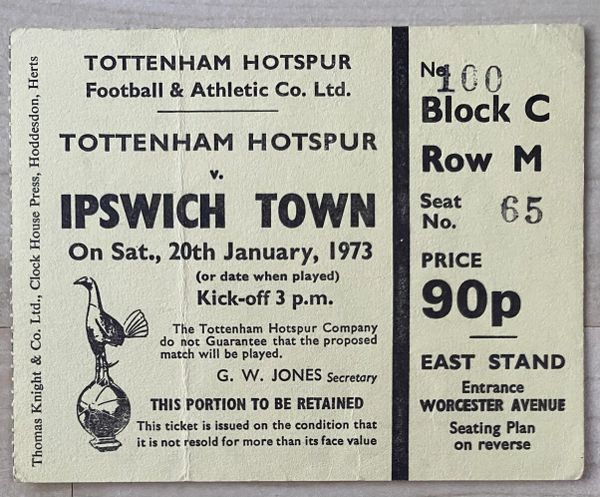 TOTTENHAM HOTSPUR
Football & Athletic Co. Ltd.
TOTTENHAM HOTSPUR
v.
IPSWICH TOWN
On Sat., 20th January, 1973
(or date when played)
Kick-off 3 p.m.
The Tottenham Hotspur Company
do not Guarantee that the proposed
match will be played.
G. W. JONES Secretary
THIS PORTION TO BE RETAINED
This ticket is issued on the condition that
it is not resold for more than its face value
Thomas Knight & Co. Ltd., Clock House Press, Hoddesdon, Herts
No 100
Block C
Row M
Seat
No. 65
PRICE
90p
EAST STAND
Entrance
WORCESTER AVENUE
Seating Plan
on reverse